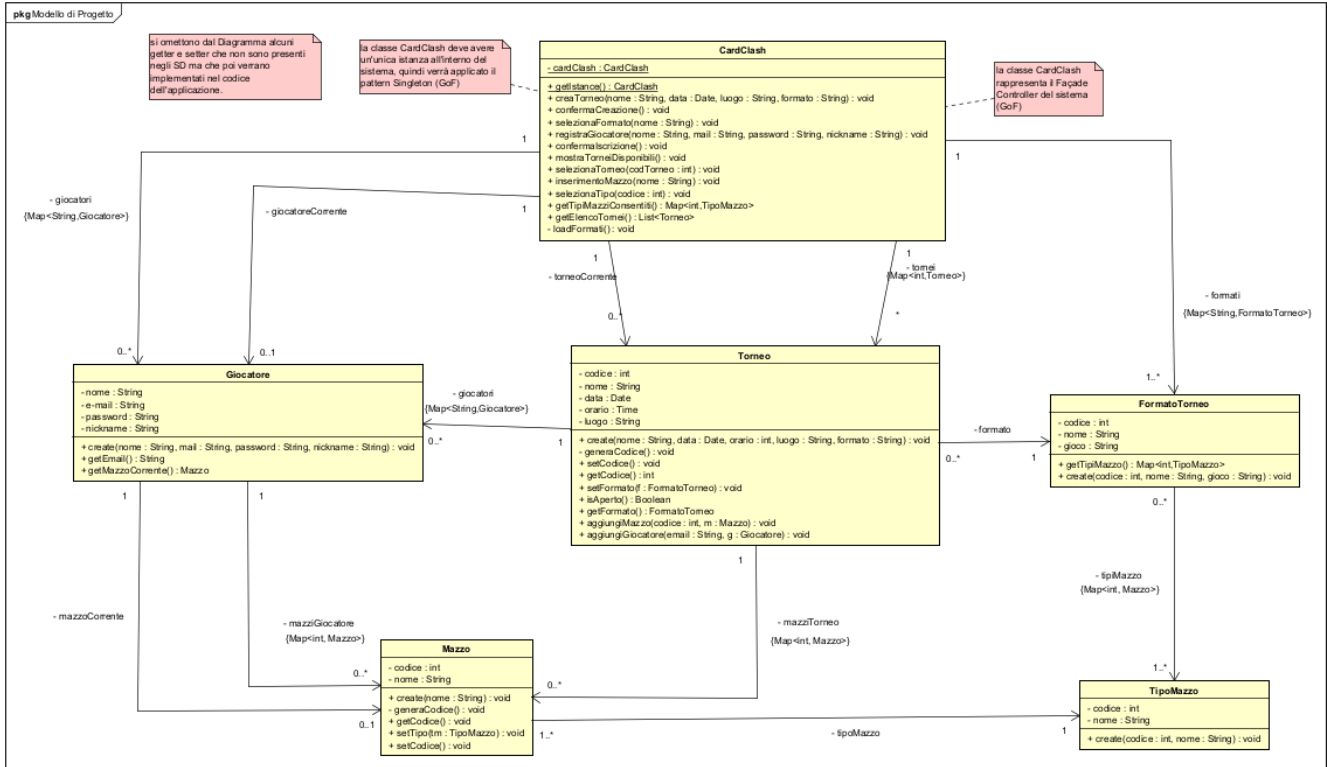 pkg Modello di Progetto
si omettono dal Diagramma alcuni
getter e setter che non sono presenti
negli SD ma che poi verrano
implementati nel codice
dell'applicazione.
la classe CardClash deve avere
un'unica istanza all'interno del
sistema, quindi verrà applicato il
pattern Singleton (GoF)
CardClash
- cardClash : CardClash
+ getIstance() : CardClash
+ creaTorneo(nome : String, data : Date, luogo : String, formato : String) : void
+ confermaCreazione() : void
+ selezionaFormato(nome : String) : void
+ registraGiocatore(nome : String, mail : String, password : String, nickname : String) : void
+ confermaIscrizione() : void
+ mostraTorneiDisponibili() : void
+ selezionaTorneo(codTorneo : int) : void
+ inserimentoMazzo(nome : String) : void
+ selezionaTipo(codice : int) : void
+ getTipiMazziConsentiti() : Map<int,TipoMazzo>
+ getElencoTornei() : List<Torneo>
- loadFormati() : void
la classe CardClash
rappresenta il Façade
Controller del sistema
(GoF)
1
1
1
- giocatori
{Map<String,Giocatore>}
- giocatoreCorrente
1
- torneoCorrente
1
- tornei
{Map<int,Torneo>}
- formati
{Map<String,FormatoTorneo>}
0..*
0..1
0..*
*
1..*
Giocatore
- nome : String
- e-mail : String
- password : String
- nickname : String
+ create(nome : String, mail : String, password : String, nickname : String) : void
+ getEmail() : String
+ getMazzoCorrente() : Mazzo
- giocatori
{Map<String,Giocatore>}
0..*
1
Torneo
- codice : int
- nome : String
- data : Date
- orario : Time
- luogo : String
+ create(nome : String, data : Date, orario : int, luogo : String, formato : String) : void
- generaCodice() : void
+ setCodice() : void
+ getCodice() : int
+ setFormato(f : FormatoTorneo) : void
+ isAperto() : Boolean
+ getFormato() : FormatoTorneo
+ aggiungiMazzo(codice : int, m : Mazzo) : void
+ aggiungiGiocatore(email : String, g : Giocatore) : void
- formato
0..*
1
FormatoTorneo
- codice : int
- nome : String
- gioco : String
+ getTipiMazzo() : Map<int,TipoMazzo>
+ create(codice : int, nome : String, gioco : String) : void
1
1
1
0..*
- mazzoCorrente
- mazziGiocatore
{Map<int, Mazzo>}
- mazziTorneo
{Map<int, Mazzo>}
- tipiMazzo
{Map<int, Mazzo>}
0..*
0..1
0..*
1..*
Mazzo
- codice : int
- nome : String
+ create(nome : String) : void
- generaCodice() : void
+ getCodice() : void
+ setTipo(tm : TipoMazzo) : void
+ setCodice() : void
1..*
- tipoMazzo
1
TipoMazzo
- codice : int
- nome : String
+ create(codice : int, nome : String) : void